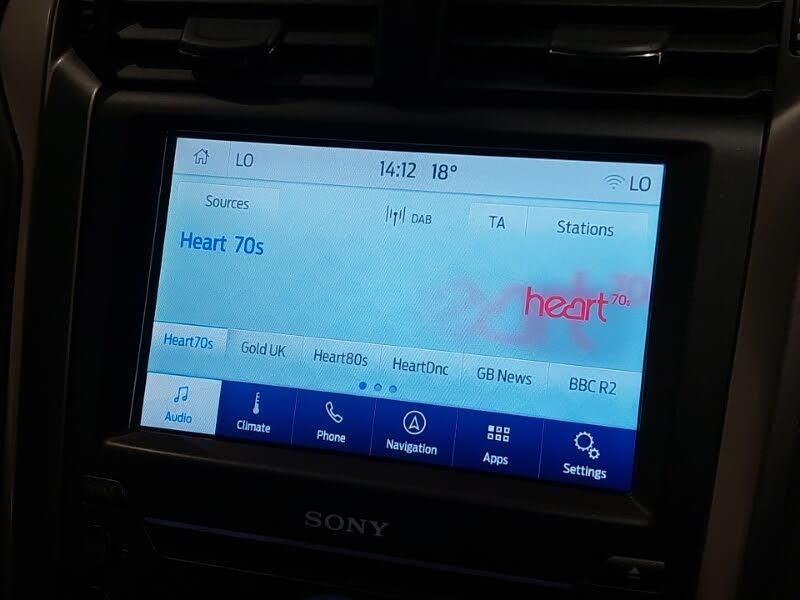 LO 14:12 18° LO
Sources DAB TA Stations
Heart 70s
heart 70s
Heart70s Gold UK Heart80s HeartDnc GB News BBC R2
Audio Climate Phone Navigation Apps Settings
SONY